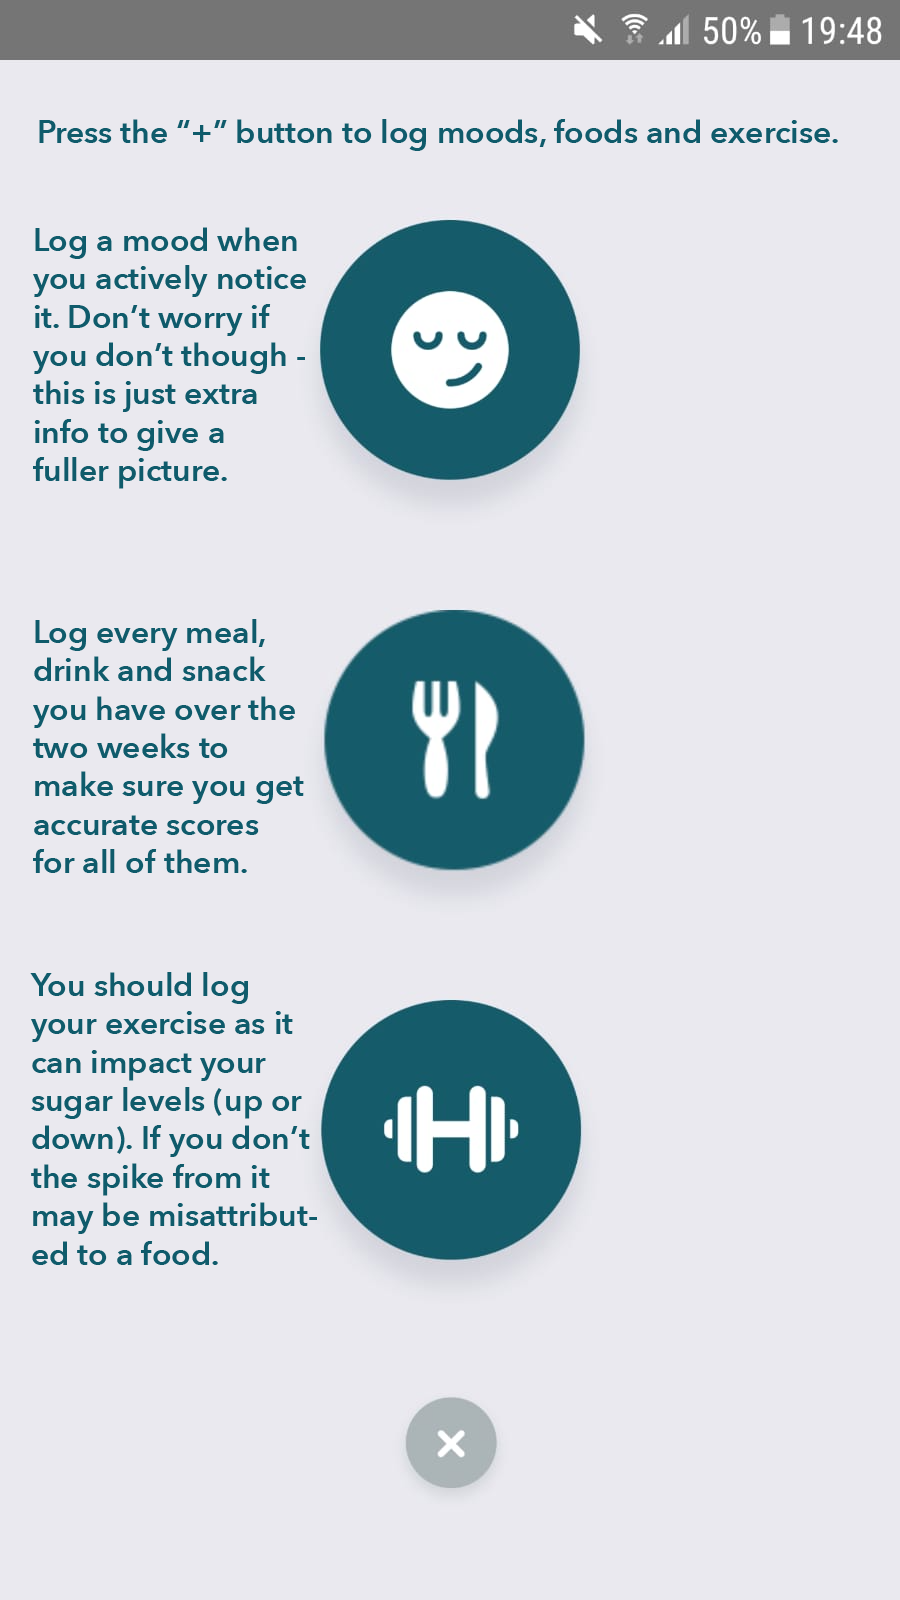 50% 19:48
Press the “+” button to log moods, foods and exercise.
Log a mood when
you actively notice
it. Don’t worry if
you don’t though -
this is just extra
info to give a
fuller picture.
Log every meal,
drink and snack
you have over the
two weeks to
make sure you get
accurate scores
for all of them.
You should log
your exercise as it
can impact your
sugar levels (up or
down). If you don’t
the spike from it
may be misattribut-
ed to a food.